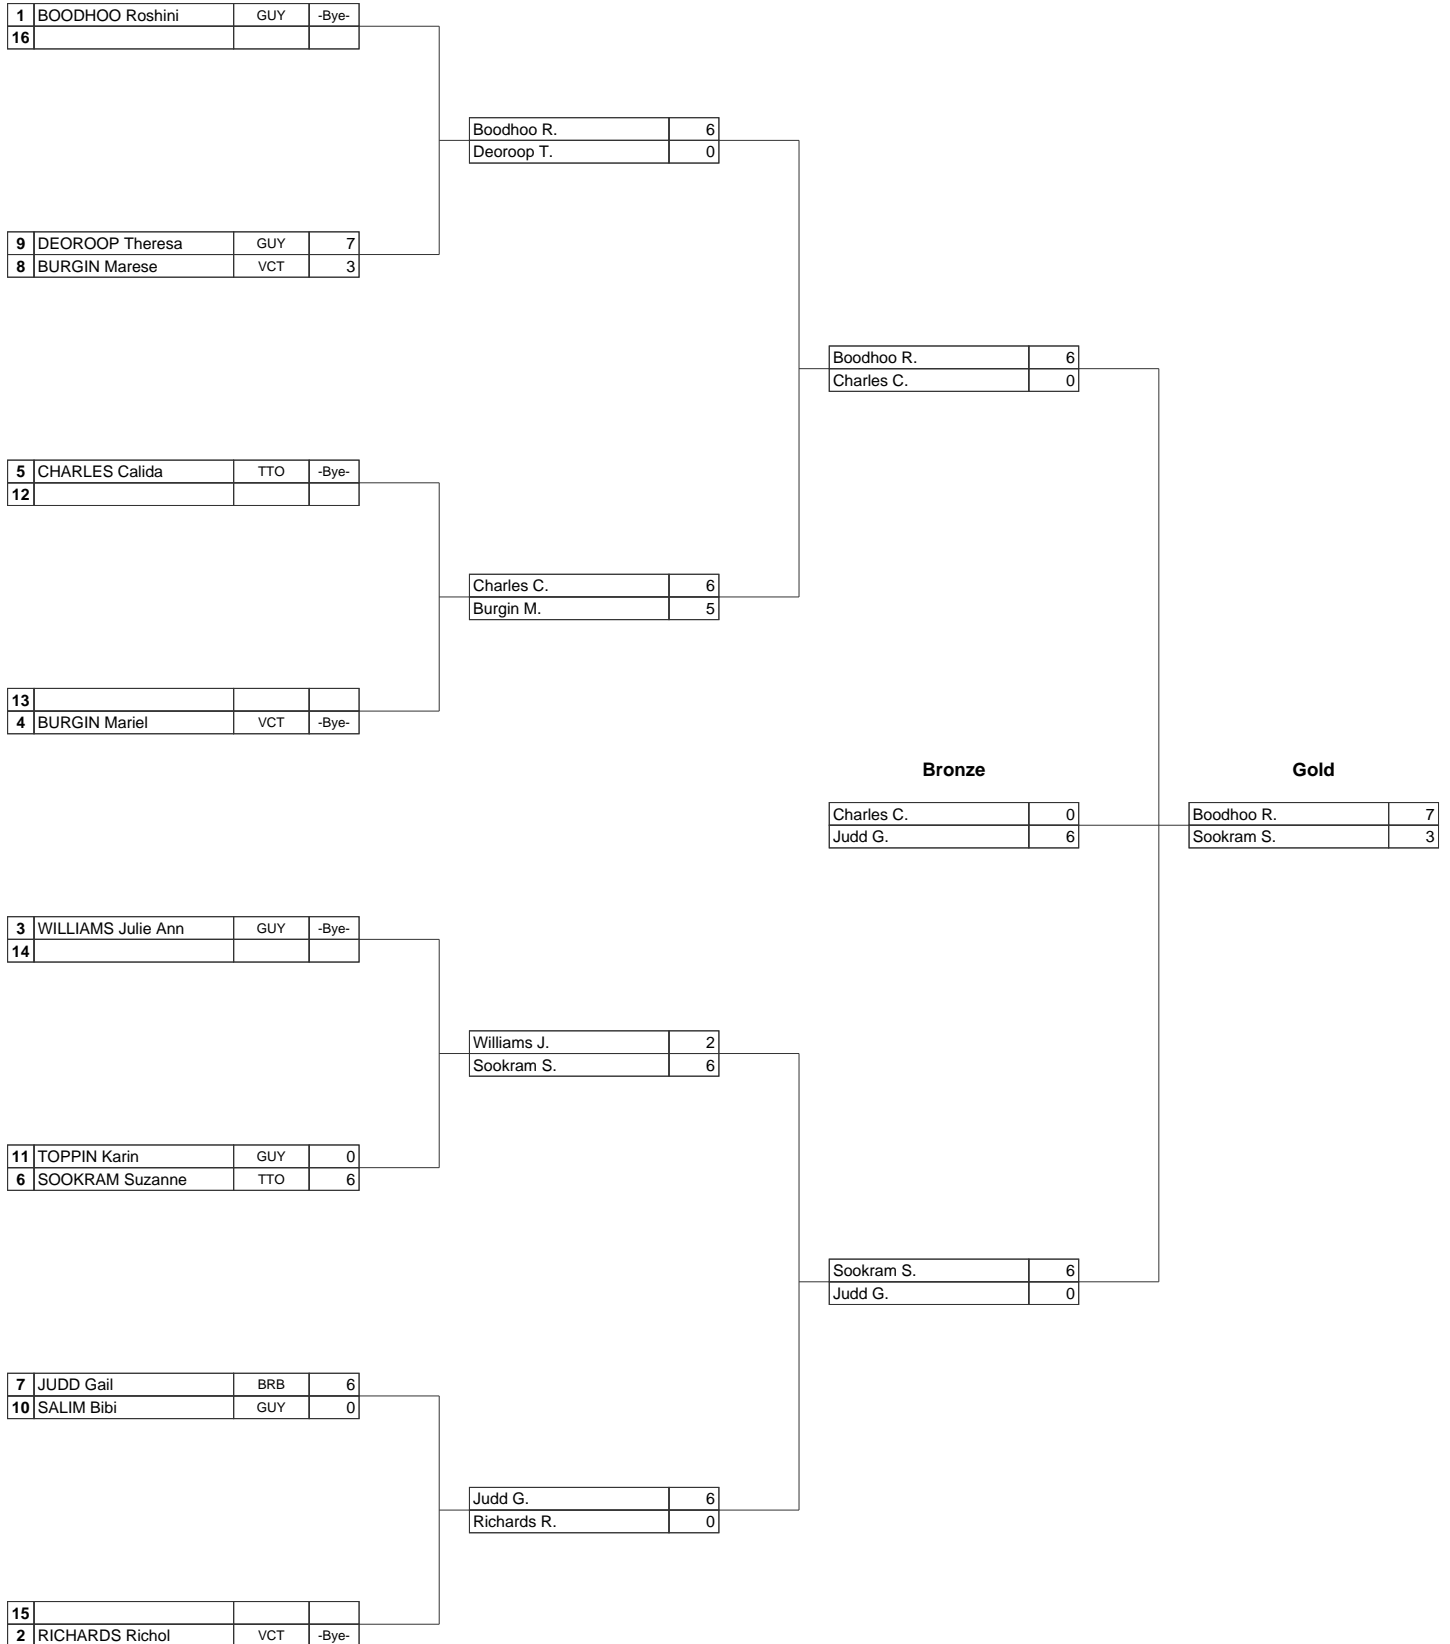 1 BOODHOO Roshini GUY -Bye-
16
Boodhoo R. 6
Deoroop T. 0
9 DEOROOP Theresa GUY 7
8 BURGIN Marese VCT 3
Boodhoo R. 6
Charles C. 0
5 CHARLES Calida TTO -Bye-
12
Charles C. 6
Burgin M. 5
13
4 BURGIN Mariel VCT -Bye-
Bronze Gold
Charles C. 0 Boodhoo R. 7
Judd G. 6 Sookram S. 3
3 WILLIAMS Julie Ann GUY -Bye-
14
Williams J. 2
Sookram S. 6
11 TOPPIN Karin GUY 0
6 SOOKRAM Suzanne TTO 6
Sookram S. 6
Judd G. 0
7 JUDD Gail BRB 6
10 SALIM Bibi GUY 0
Judd G. 6
Richards R. 0
15
2 RICHARDS Richol VCT -Bye-